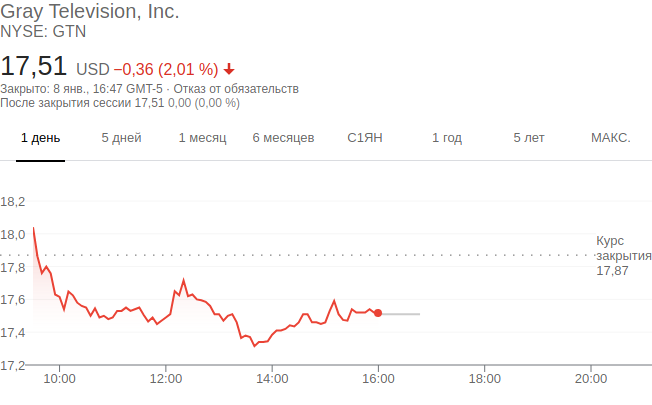 Gray Television, Inc.
NYSE: GTN
17,51 USD −0,36 (2,01 %)
Закрыто: 8 янв., 16:47 GMT-5 · Отказ от обязательств
После закрытия сессии 17,51 0,00 (0,00 %)
1 день 5 дней 1 месяц 6 месяцев С1ЯН 1 год 5 лет МАКС.
18,2
18,0
Курс
закрытия
17,87
17,8
17,6
17,4
17,2
10:00 12:00 14:00 16:00 18:00 20:00